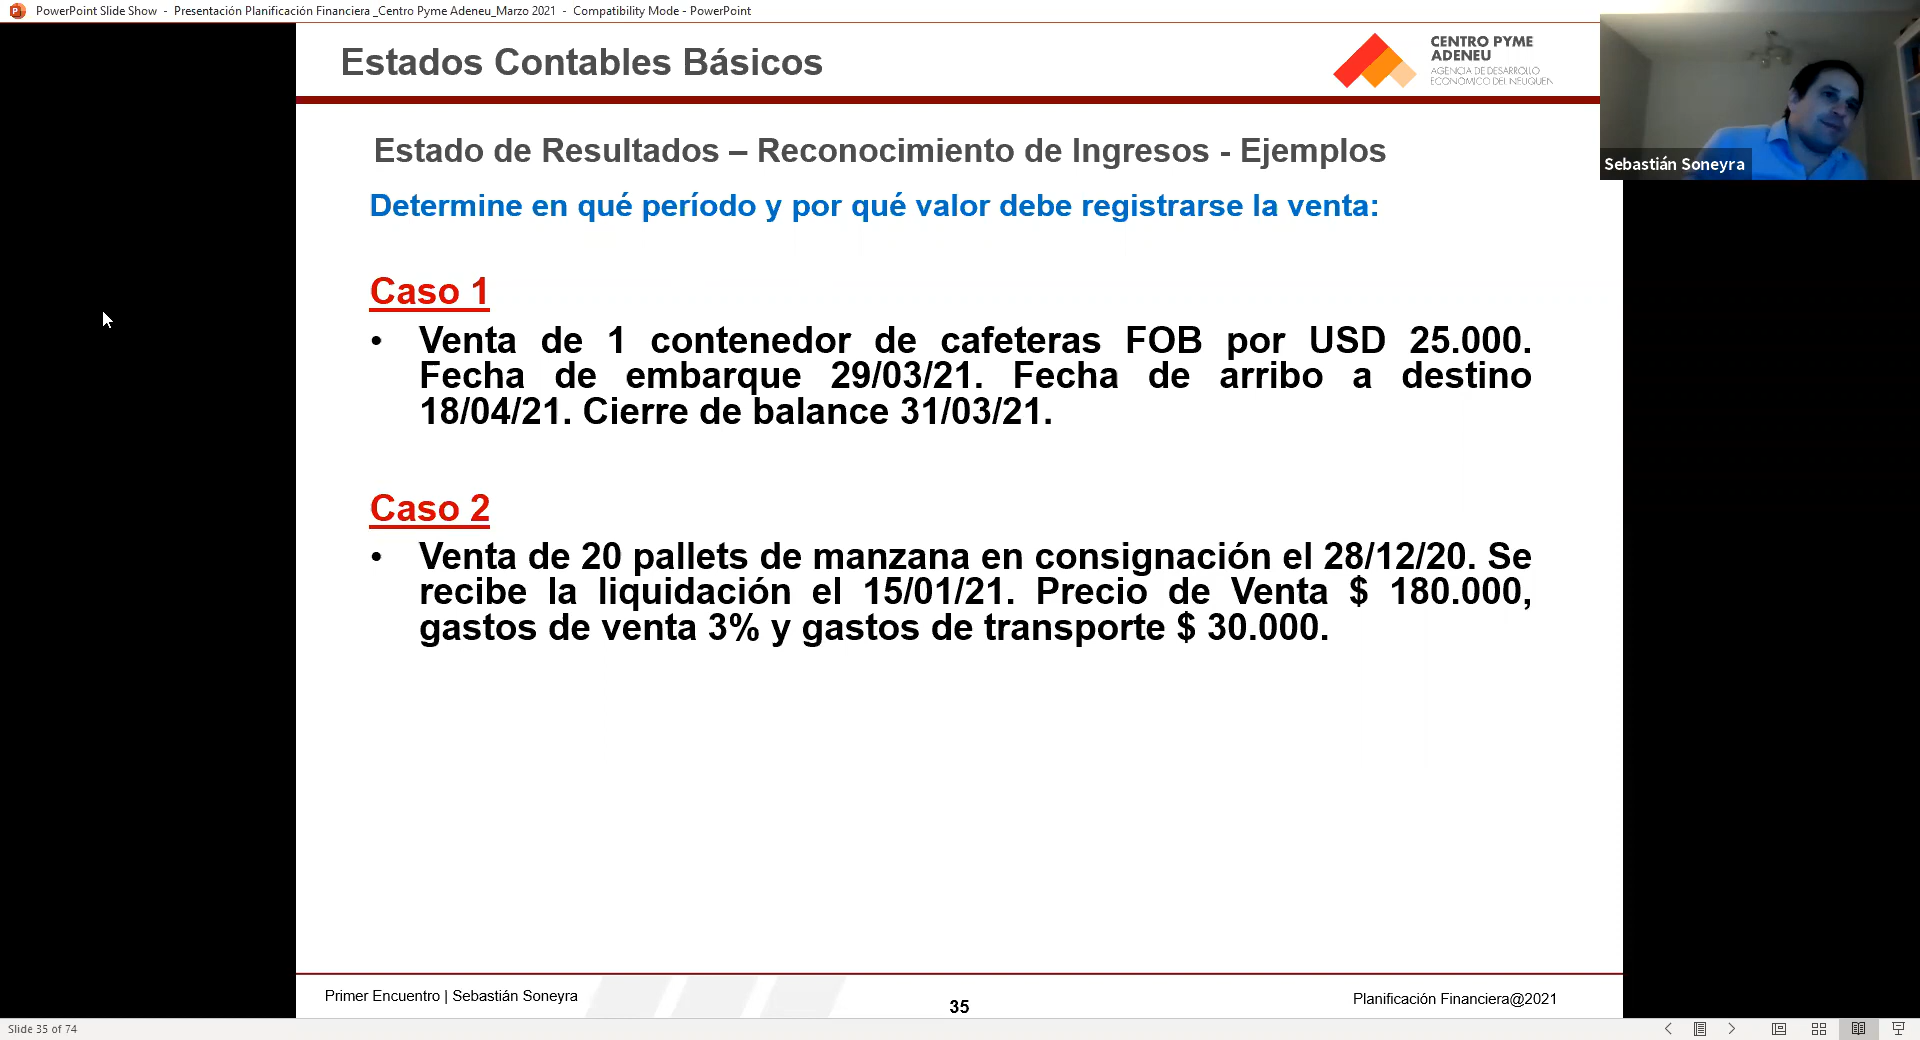 PowerPoint Slide Show - Presentación Planificación Financiera _Centro Pyme Adeneu_Marzo 2021 - Compatibility Mode - PowerPoint
Estados Contables Básicos
CENTRO PYME
ADENEU
AGENCIA DE DESARROLLO
ECONOMICO DEL NEUQUEN
Sebastián Soneyra
Estado de Resultados – Reconocimiento de Ingresos - Ejemplos
Determine en qué período y por qué valor debe registrarse la venta:
Caso 1
• Venta de 1 contenedor de cafeteras FOB por USD 25.000.
Fecha de embarque 29/03/21. Fecha de arribo a destino
18/04/21. Cierre de balance 31/03/21.
Caso 2
• Venta de 20 pallets de manzana en consignación el 28/12/20. Se
recibe la liquidación el 15/01/21. Precio de Venta $ 180.000,
gastos de venta 3% y gastos de transporte $ 30.000.
Primer Encuentro | Sebastián Soneyra
35
Planificación Financiera@2021
Slide 35 of 74